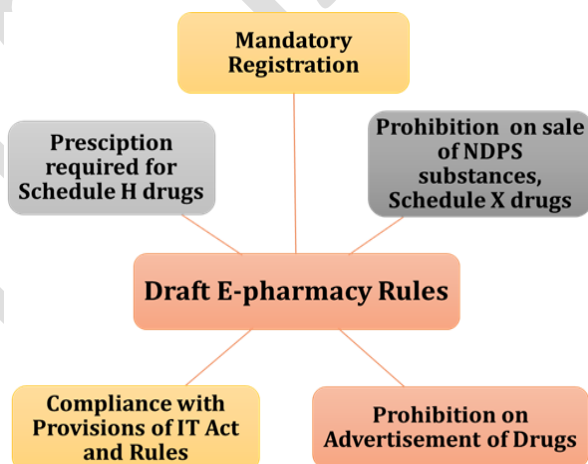 Mandatory
Registration
Presciption
required for
Schedule H drugs
Prohibition on sale
of NDPS
substances,
Schedule X drugs
Draft E-pharmacy Rules
Compliance with
Provisions of IT Act
and Rules
Prohibition on
Advertisement of Drugs